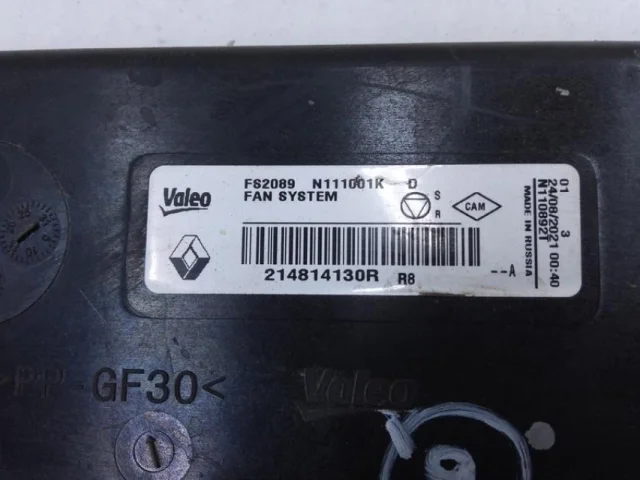 Valeo
FS2089 N111001K D
FAN SYSTEM
S
R
CAM
214814130R R8 --A
01 3
24/08/2021 00:40
N110892T
MADE IN RUSSIA
>PP-GF30<
Valeo